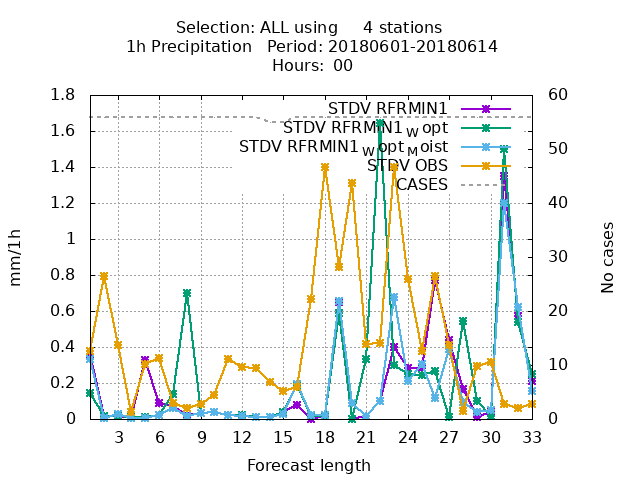 Selection: ALL using     4 stations
1h Precipitation   Period: 20180601-20180614
Hours:  00
1.8
1.6
1.4
1.2
1
0.8
0.6
0.4
0.2
0
60
50
40
30
20
10
0
mm/1h
No cases
STDV RFRMIN1
STDV RFRMIN1_W opt
STDV RFRMIN1_W opt_M oist
STDV OBS
CASES
3 6 9 12 15 18 21 24 27 30 33
Forecast length